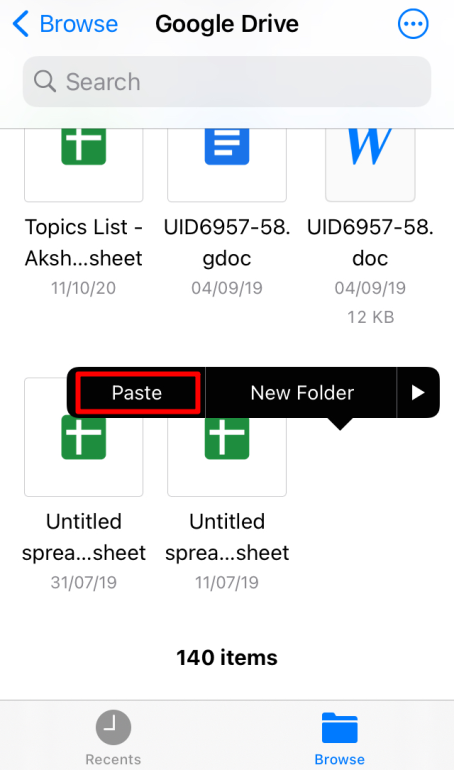 Browse
Google Drive
Search
Topics List -
Aksh...sheet
11/10/20
UID6957-58.
gdoc
04/09/19
W
UID6957-58.
doc
04/09/19
12 KB
Paste
New Folder
Untitled
sprea...sheet
31/07/19
Untitled
sprea...sheet
11/07/19
140 items
Recents
Browse